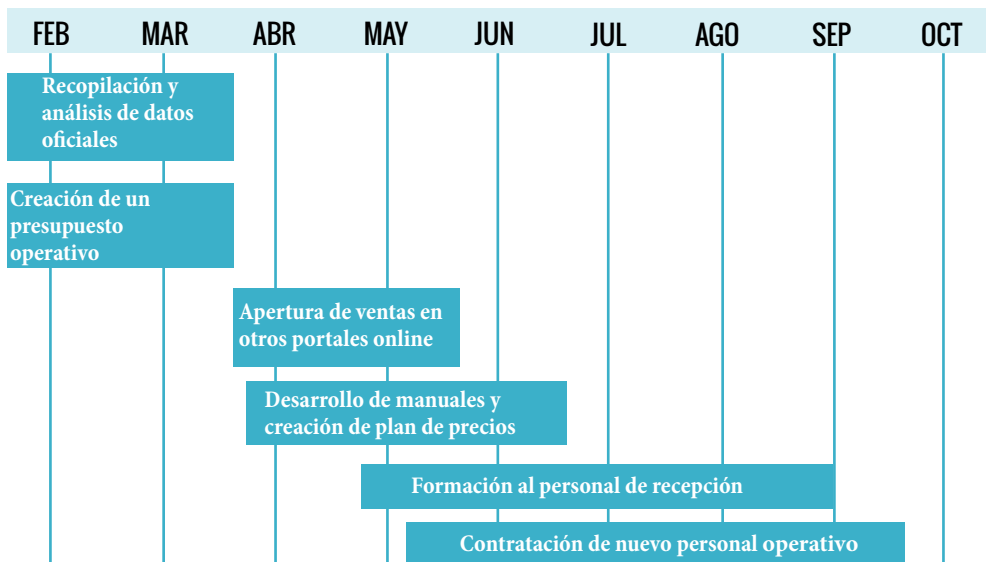 FEB MAR ABR MAY JUN JUL AGO SEP OCT
Recopilación y
análisis de datos
oficiales
Creación de un
presupuesto
operativo
Apertura de ventas en
otros portales online
Desarrollo de manuales y
creación de plan de precios
Formación al personal de recepción
Contratación de nuevo personal operativo